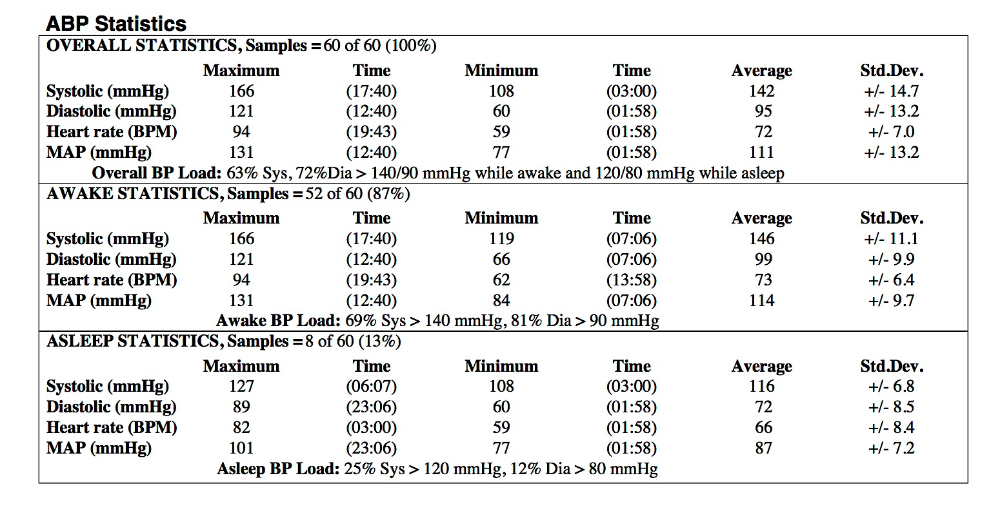 ABP Statistics
OVERALL STATISTICS, Samples = 60 of 60 (100%)
Maximum Time Minimum Time Average Std.Dev.
Systolic (mmHg) 166 (17:40) 108 (03:00) 142 +/- 14.7
Diastolic (mmHg) 121 (12:40) 60 (01:58) 95 +/- 13.2
Heart rate (BPM) 94 (19:43) 59 (01:58) 72 +/- 7.0
MAP (mmHg) 131 (12:40) 77 (01:58) 111 +/- 13.2
Overall BP Load: 63% Sys, 72%Dia > 140/90 mmHg while awake and 120/80 mmHg while asleep
AWAKE STATISTICS, Samples = 52 of 60 (87%)
Maximum Time Minimum Time Average Std.Dev.
Systolic (mmHg) 166 (17:40) 119 (07:06) 146 +/- 11.1
Diastolic (mmHg) 121 (12:40) 66 (07:06) 99 +/- 9.9
Heart rate (BPM) 94 (19:43) 62 (13:58) 73 +/- 6.4
MAP (mmHg) 131 (12:40) 84 (07:06) 114 +/- 9.7
Awake BP Load: 69% Sys > 140 mmHg, 81% Dia > 90 mmHg
ASLEEP STATISTICS, Samples = 8 of 60 (13%)
Maximum Time Minimum Time Average Std.Dev.
Systolic (mmHg) 127 (06:07) 108 (03:00) 116 +/- 6.8
Diastolic (mmHg) 89 (23:06) 60 (01:58) 72 +/- 8.5
Heart rate (BPM) 82 (03:00) 59 (01:58) 66 +/- 8.4
MAP (mmHg) 101 (23:06) 77 (01:58) 87 +/- 7.2
Asleep BP Load: 25% Sys > 120 mmHg, 12% Dia > 80 mmHg